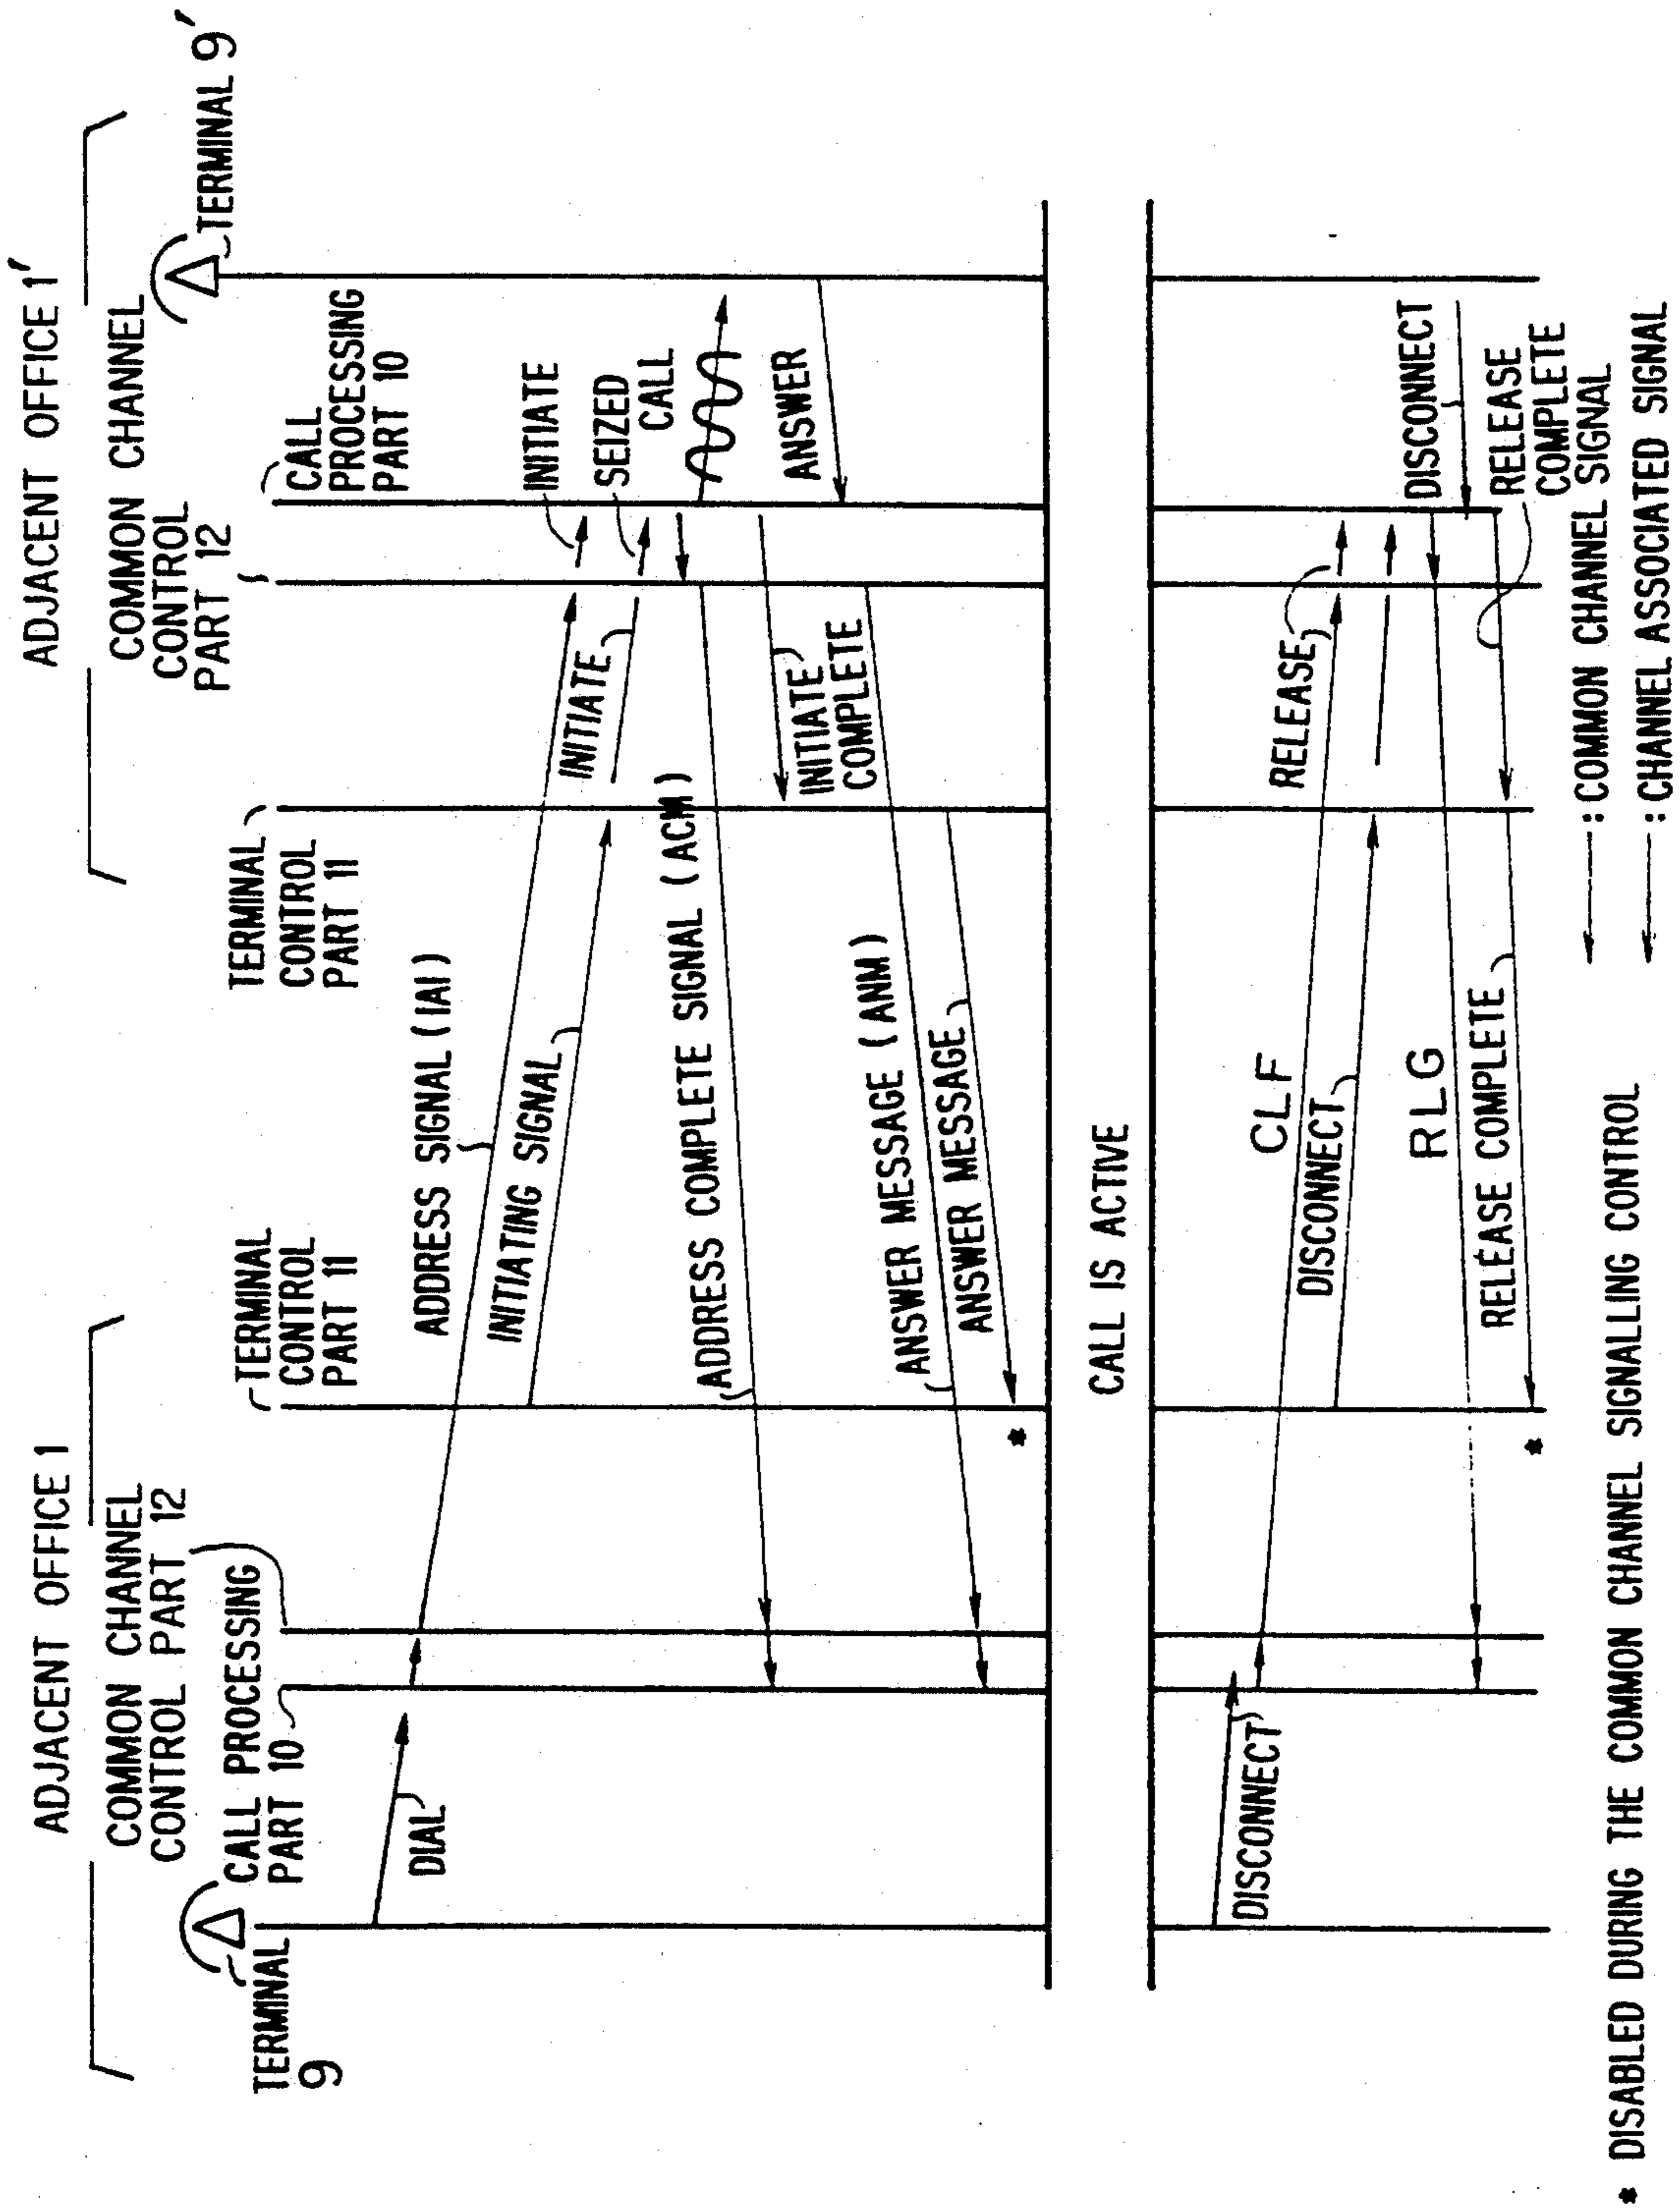 ADJACENT OFFICE 1
COMMON CHANNEL
CONTROL PART 12
CALL PROCESSING
PART 10
TERMINAL
9
TERMINAL
CONTROL
PART 11
ADJACENT OFFICE 1'
TERMINAL
CONTROL
PART 11
COMMON CHANNEL
CONTROL
PART 12
CALL
PROCESSING
PART 10
TERMINAL 9'
DIAL
ADDRESS SIGNAL (IAI)
INITIATING SIGNAL
INITIATE
INITIATE
SEIZED
CALL
ADDRESS COMPLETE SIGNAL (ACM)
INITIATE
COMPLETE
ANSWER
ANSWER MESSAGE (ANM)
ANSWER MESSAGE
*
CALL IS ACTIVE
DISCONNECT
CLF
DISCONNECT
RELEASE
RLG
DISCONNECT
RELEASE
COMPLETE
RELEASE COMPLETE
*
: COMMON CHANNEL SIGNAL
: CHANNEL ASSOCIATED SIGNAL
* DISABLED DURING THE COMMON CHANNEL SIGNALLING CONTROL